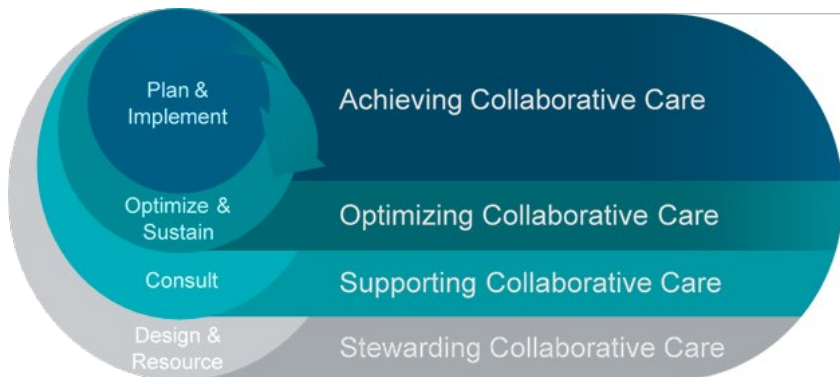 Plan &
Implement
Achieving Collaborative Care
Optimize &
Sustain
Optimizing Collaborative Care
Consult
Supporting Collaborative Care
Design &
Resource
Stewarding Collaborative Care